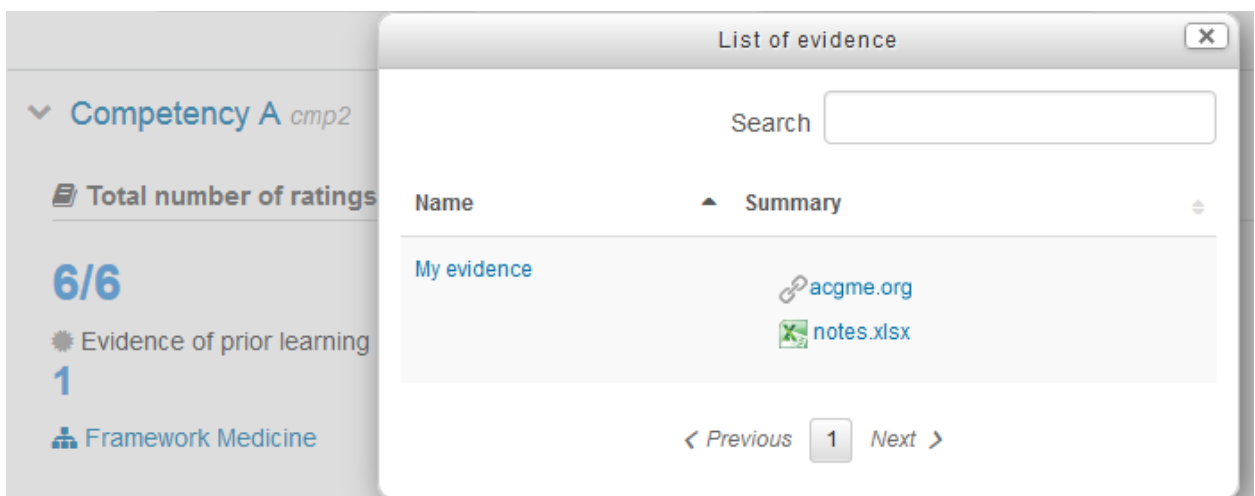 List of evidence
Competency A cmp2
Search
Total number of ratings
Name Summary
6/6
My evidence
acgme.org
notes.xlsx
Evidence of prior learning
1
Framework Medicine
Previous 1 Next